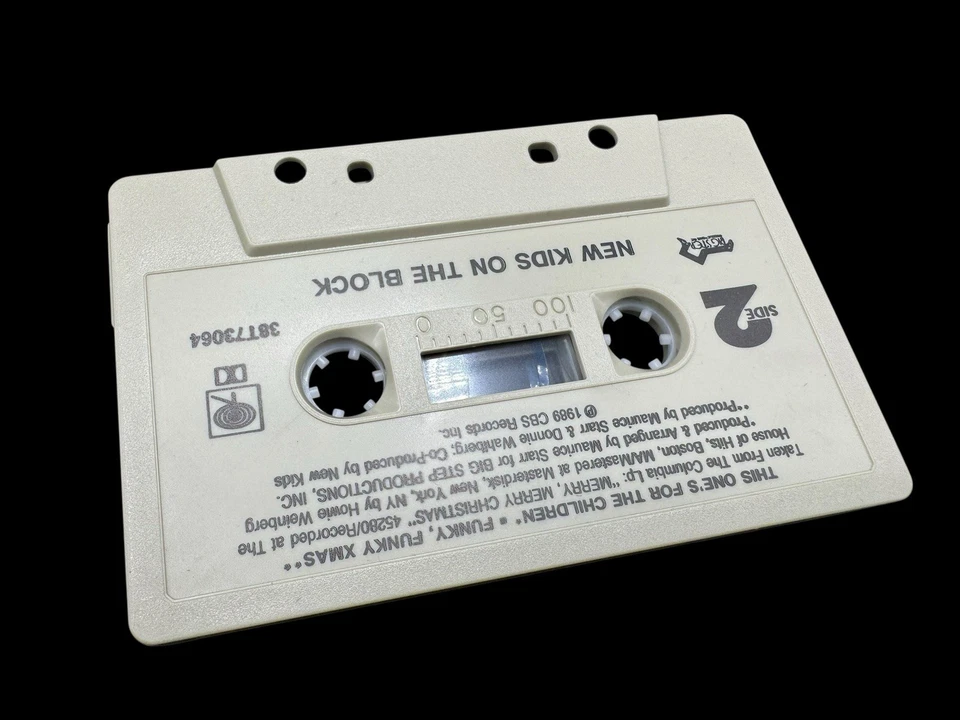 THIS ONE'S FOR THE CHILDREN* • FUNKY, FUNKY XMAS**
Taken From The Columbia Lp: "MERRY, MERRY CHRISTMAS" 45280/Recorded at The
House of Hits, Boston, MA/Mastered at Masterdisk, New York, NY by Howie Weinberg
*Produced & Arranged by Maurice Starr for BIG STEP PRODUCTIONS, INC.
**Produced by Maurice Starr & Donnie Wahlberg; Co-Produced by New Kids
℗ 1989 CBS Records Inc.
SIDE
2
100 50 0
38T73064
NEW KIDS ON THE BLOCK